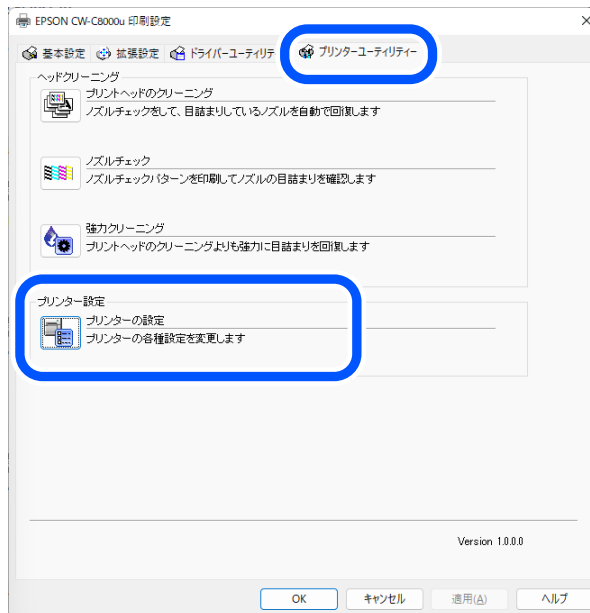 EPSON CW-C8000u 印刷設定
基本設定 拡張設定 ドライバーユーティリテ プリンターユーティリティー
ヘッドクリーニング
プリントヘッドのクリーニング
ノズルチェックをして、目詰まりしているノズルを自動で回復します
ノズルチェック
ノズルチェックパターンを印刷してノズルの目詰まりを確認します
強力クリーニング
プリントヘッドのクリーニングよりも強力に目詰まりを回復します
プリンター設定
プリンターの設定
プリンターの各種設定を変更します
Version 1.0.0.0
OK キャンセル 適用(A) ヘルプ